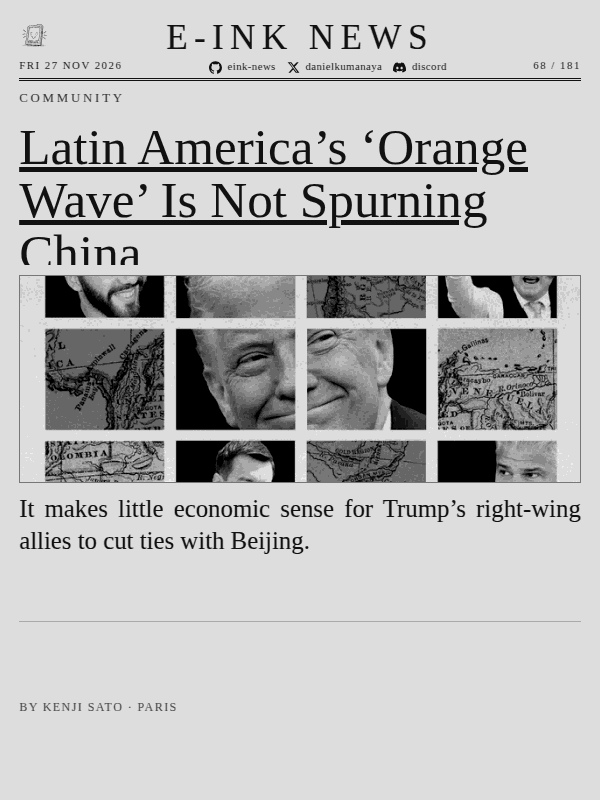 E-INK NEWS
FRI 27 NOV 2026
eink-news
danielkumanaya
discord
68 / 181
COMMUNITY
Latin America’s ‘Orange
Wave’ Is Not Spurning
China
It makes little economic sense for Trump’s right-wing
allies to cut ties with Beijing.
BY KENJI SATO · PARIS